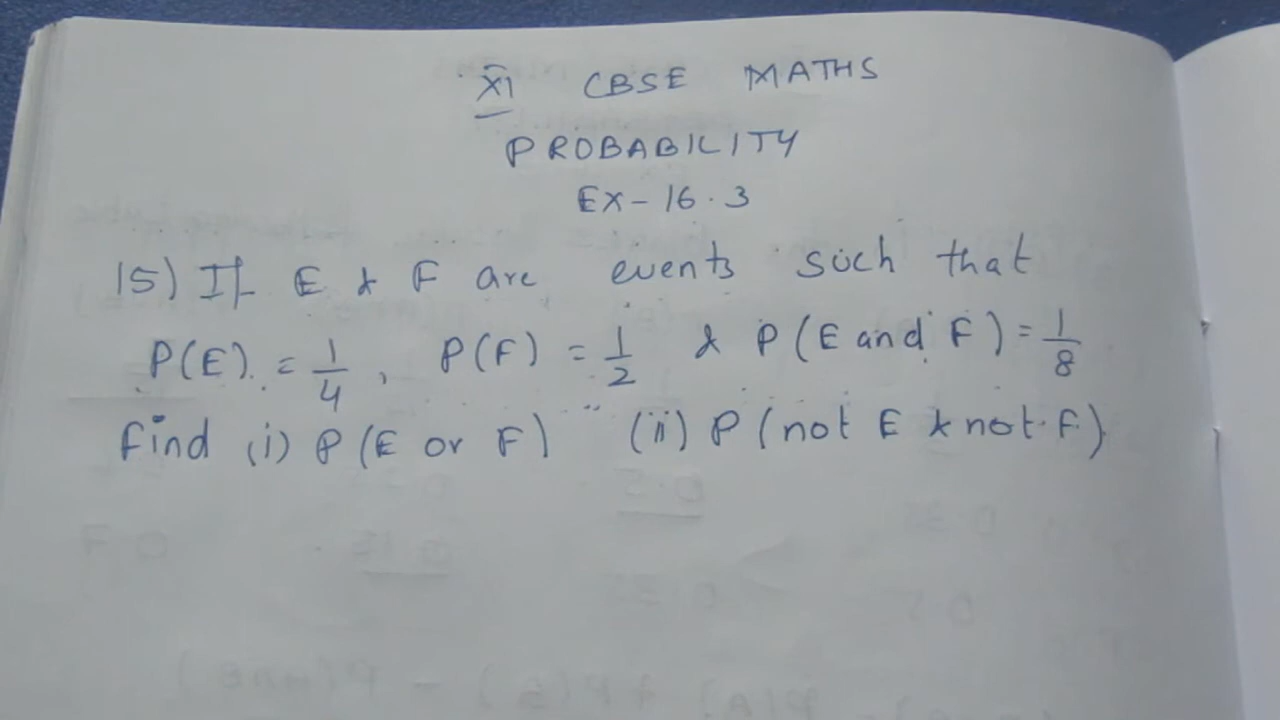 XI CBSE MATHS
PROBABILITY
EX - 16.3
15) If E & F are events such that
P(E) = 1/4, P(F) = 1/2 & P(E and F) = 1/8
Find (i) P(E or F) (ii) P(not E & not F)